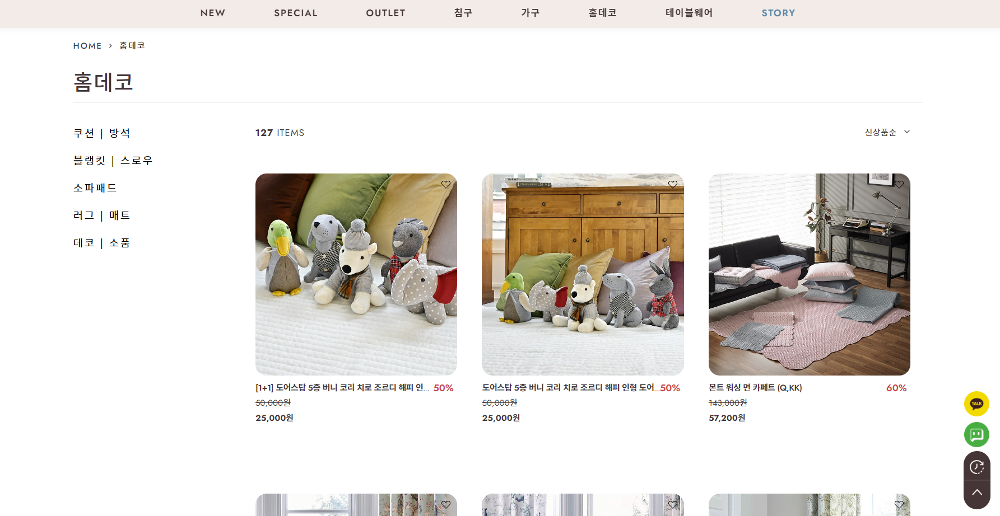 NEW SPECIAL OUTLET 침구 가구 홈데코 테이블웨어 STORY
HOME > 홈데코
홈데코
쿠션 | 방석
블랭킷 | 스로우
소파패드
러그 | 매트
데코 | 소품
127 ITEMS
신상품순
[1+1] 도어스탑 5종 버니 코리 치로 조르디 해피 인... 50%
50,000원
25,000원
도어스탑 5종 버니 코리 치로 조르디 해피 인형 도어... 50%
50,000원
25,000원
몬트 워싱 면 카페트 (Q,KK) 60%
143,000원
57,200원
TALK